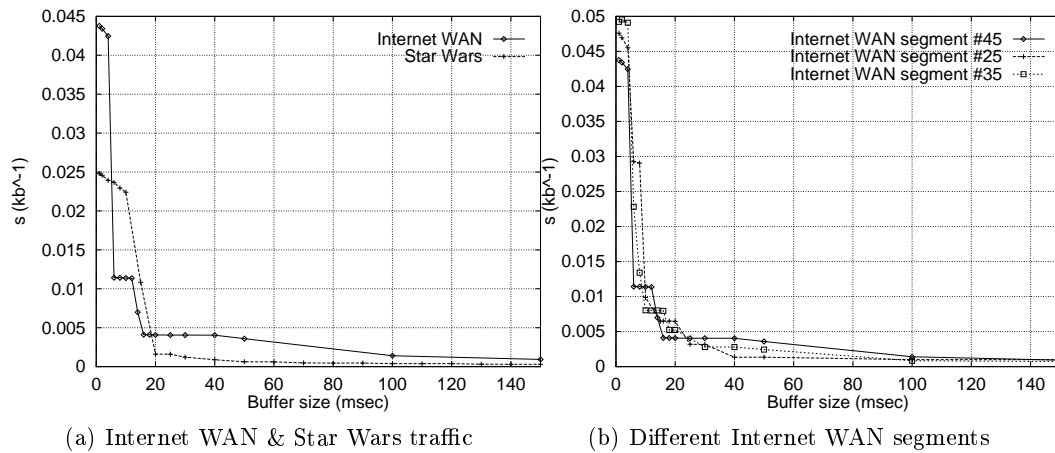 0.045
0.04
0.035
0.03
0.025
0.02
0.015
0.01
0.005
0
s (kb^-1)
Internet WAN
Star Wars
0 20 40 60 80 100 120 140
Buffer size (msec)
(a) Internet WAN & Star Wars traffic
0.05
0.045
0.04
0.035
0.03
0.025
0.02
0.015
0.01
0.005
0
s (kb^-1)
Internet WAN segment #45
Internet WAN segment #25
Internet WAN segment #35
0 20 40 60 80 100 120 140
Buffer size (msec)
(b) Different Internet WAN segments